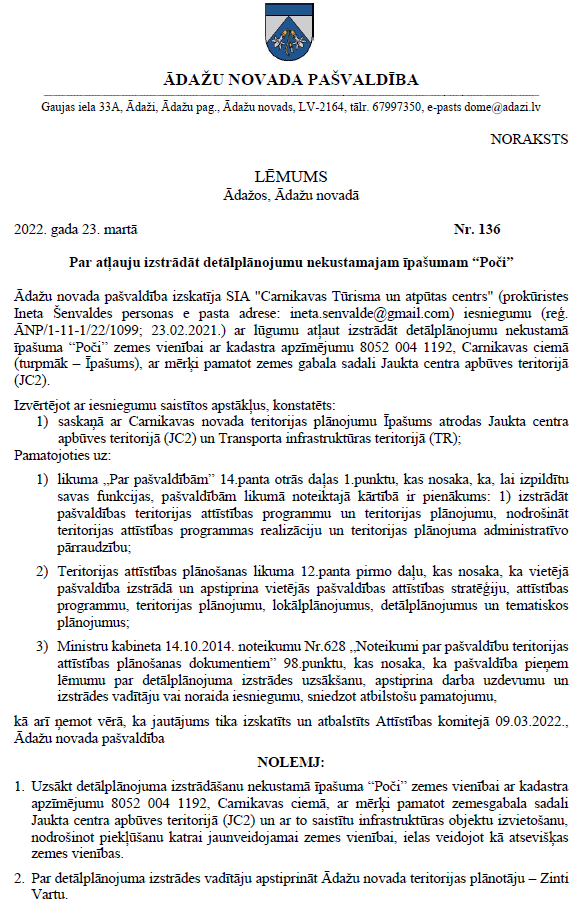 ĀDAŽU NOVADA PAŠVALDĪBA
Gaujas iela 33A, Ādaži, Ādažu pag., Ādažu novads, LV-2164, tālr. 67997350, e-pasts dome@adazi.lv
NORAKSTS
LĒMUMS
Ādažos, Ādažu novadā
2022. gada 23. martā Nr. 136
Par atļauju izstrādāt detālplānojumu nekustamajam īpašumam “Poči”
Ādažu novada pašvaldība izskatīja SIA "Carnikavas Tūrisma un atpūtas centrs" (prokūristes
Ineta Šenvaldes personas e pasta adrese: ineta.senvalde@gmail.com) iesniegumu (reģ.
ĀNP/1-11-1/22/1099; 23.02.2021.) ar lūgumu atļaut izstrādāt detālplānojumu nekustamā
īpašuma “Poči” zemes vienībai ar kadastra apzīmējumu 8052 004 1192, Carnikavas ciemā
(turpmāk – Īpašums), ar mērķi pamatot zemes gabala sadali Jaukta centra apbūves teritorijā
(JC2).
Izvērtējot ar iesniegumu saistītos apstākļus, konstatēts:
1) saskaņā ar Carnikavas novada teritorijas plānojumu Īpašums atrodas Jaukta centra
apbūves teritorijā (JC2) un Transporta infrastruktūras teritorijā (TR);
Pamatojoties uz:
1) likuma „Par pašvaldībām” 14.panta otrās daļas 1.punktu, kas nosaka, ka, lai izpildītu
savas funkcijas, pašvaldībām likumā noteiktajā kārtībā ir pienākums: 1) izstrādāt
pašvaldības teritorijas attīstības programmu un teritorijas plānojumu, nodrošināt
teritorijas attīstības programmas realizāciju un teritorijas plānojuma administratīvo
pārraudzību;
2) Teritorijas attīstības plānošanas likuma 12.panta pirmo daļu, kas nosaka, ka vietējā
pašvaldība izstrādā un apstiprina vietējās pašvaldības attīstības stratēģiju, attīstības
programmu, teritorijas plānojumu, lokālplānojumus, detālplānojumus un tematiskos
plānojumus;
3) Ministru kabineta 14.10.2014. noteikumu Nr.628 „Noteikumi par pašvaldību teritorijas
attīstības plānošanas dokumentiem” 98.punktu, kas nosaka, ka pašvaldība pieņem
lēmumu par detālplānojuma izstrādes uzsākšanu, apstiprina darba uzdevumu un
izstrādes vadītāju vai noraida iesniegumu, sniedzot atbilstošu pamatojumu,
kā arī ņemot vērā, ka jautājums tika izskatīts un atbalstīts Attīstības komitejā 09.03.2022.,
Ādažu novada pašvaldība
NOLEMJ:
1. Uzsākt detālplānojuma izstrādāšanu nekustamā īpašuma “Poči” zemes vienībai ar kadastra
apzīmējumu 8052 004 1192, Carnikavas ciemā, ar mērķi pamatot zemesgabala sadali
Jaukta centra apbūves teritorijā (JC2) un ar to saistītu infrastruktūras objektu izvietošanu,
nodrošinot piekļūšanu katrai jaunveidojamai zemes vienībai, ielas veidojot kā atsevišķas
zemes vienības.
2. Par detālplānojuma izstrādes vadītāju apstiprināt Ādažu novada teritorijas plānotāju – Zinti
Vartu.